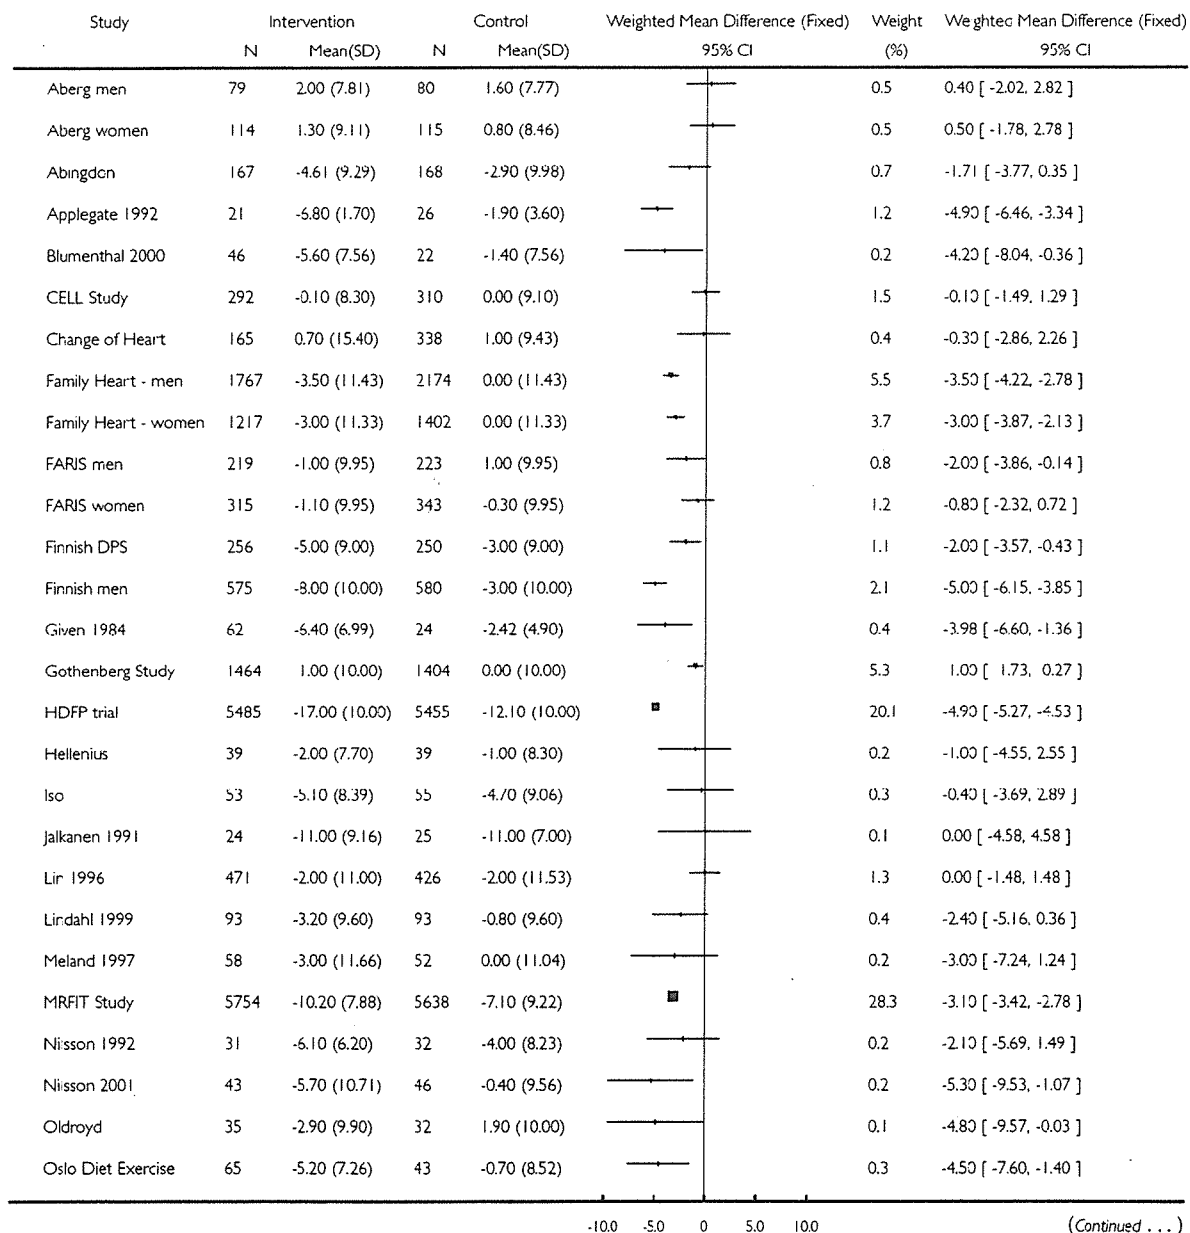 Study Intervention Control Weighted Mean Difference (Fixed) Weight Weighted Mean Difference (Fixed)
N Mean(SD) N Mean(SD) 95% CI (%) 95% CI
Aberg men 79 2.00 (7.81) 80 1.60 (7.77) 0.5 0.40 [ -2.02, 2.82 ]
Aberg women 114 1.30 (9.11) 115 0.80 (8.46) 0.5 0.50 [ -1.78, 2.78 ]
Abingdon 167 -4.61 (9.29) 168 -2.90 (9.98) 0.7 -1.71 [ -3.77, 0.35 ]
Applegate 1992 21 -6.80 (1.70) 26 -1.90 (3.60) 1.2 -4.90 [ -6.46, -3.34 ]
Blumenthal 2000 46 -5.60 (7.56) 22 -1.40 (7.56) 0.2 -4.20 [ -8.04, -0.36 ]
CELL Study 292 -0.10 (8.30) 310 0.00 (9.10) 1.5 -0.10 [ -1.49, 1.29 ]
Change of Heart 165 0.70 (15.40) 338 1.00 (9.43) 0.4 -0.30 [ -2.86, 2.26 ]
Family Heart - men 1767 -3.50 (11.43) 2174 0.00 (11.43) 5.5 -3.50 [ -4.22, -2.78 ]
Family Heart - women 1217 -3.00 (11.33) 1402 0.00 (11.33) 3.7 -3.00 [ -3.87, -2.13 ]
FARIS men 219 -1.00 (9.95) 223 1.00 (9.95) 0.8 -2.00 [ -3.86, -0.14 ]
FARIS women 315 -1.10 (9.95) 343 -0.30 (9.95) 1.2 -0.80 [ -2.32, 0.72 ]
Finnish DPS 256 -5.00 (9.00) 250 -3.00 (9.00) 1.1 -2.00 [ -3.57, -0.43 ]
Finnish men 575 -8.00 (10.00) 580 -3.00 (10.00) 2.1 -5.00 [ -6.15, -3.85 ]
Given 1984 62 -6.40 (6.99) 24 -2.42 (4.90) 0.4 -3.98 [ -6.60, -1.36 ]
Gothenberg Study 1464 1.00 (10.00) 1404 0.00 (10.00) 5.3 1.00 [ 1.73, 0.27 ]
HDFP trial 5485 -17.00 (10.00) 5455 -12.10 (10.00) 20.1 -4.90 [ -5.27, -4.53 ]
Hellenius 39 -2.00 (7.70) 39 -1.00 (8.30) 0.2 -1.00 [ -4.55, 2.55 ]
Iso 53 -5.10 (8.39) 55 -4.70 (9.06) 0.3 -0.40 [ -3.69, 2.89 ]
Jalkanen 1991 24 -11.00 (9.16) 25 -11.00 (7.00) 0.1 0.00 [ -4.58, 4.58 ]
Lin 1996 471 -2.00 (11.00) 426 -2.00 (11.53) 1.3 0.00 [ -1.48, 1.48 ]
Lindahl 1999 93 -3.20 (9.60) 93 -0.80 (9.60) 0.4 -2.40 [ -5.16, 0.36 ]
Meland 1997 58 -3.00 (11.66) 52 0.00 (11.04) 0.2 -3.00 [ -7.24, 1.24 ]
MRFIT Study 5754 -10.20 (7.88) 5638 -7.10 (9.22) 28.3 -3.10 [ -3.42, -2.78 ]
Nilsson 1992 31 -6.10 (6.20) 32 -4.00 (8.23) 0.2 -2.10 [ -5.69, 1.49 ]
Nilsson 2001 43 -5.70 (10.71) 46 -0.40 (9.56) 0.2 -5.30 [ -9.53, -1.07 ]
Oldroyd 35 -2.90 (9.90) 32 1.90 (10.00) 0.1 -4.80 [ -9.57, -0.03 ]
Oslo Diet Exercise 65 -5.20 (7.26) 43 -0.70 (8.52) 0.3 -4.50 [ -7.60, -1.40 ]
-10.0 -5.0 0 5.0 10.0 (Continued . . . )